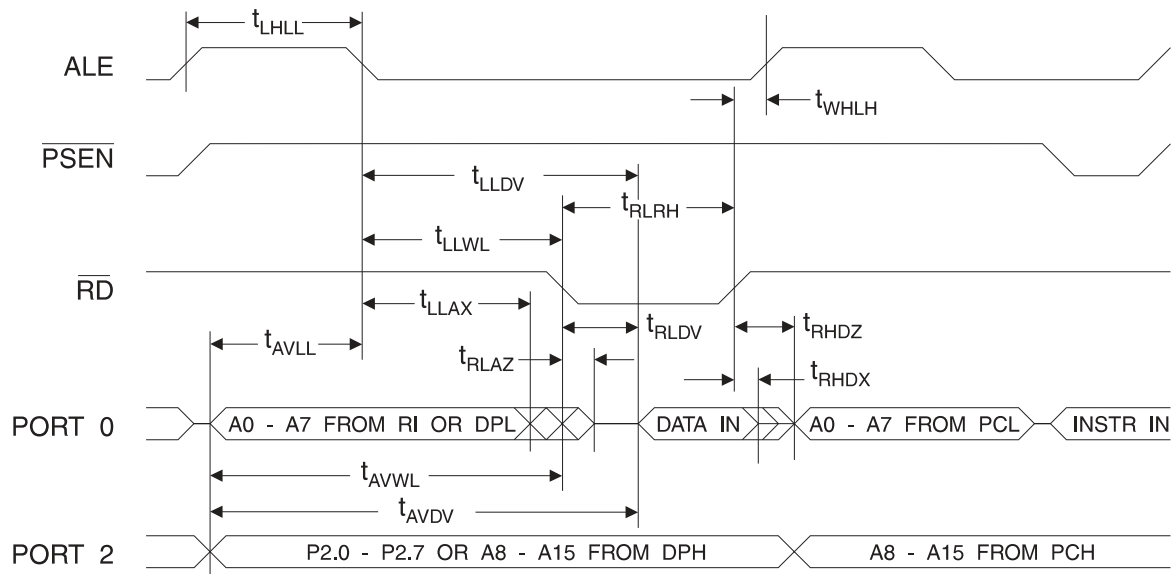 tLHLL
ALE
tWHLH
PSEN
tLLDV
tRLRH
tLLWL
RD
tLLAX
tRLDV
tRHDZ
tAVLL
tRLAZ
tRHDX
PORT 0 A0 - A7 FROM RI OR DPL DATA IN A0 - A7 FROM PCL INSTR IN
tAVWL
tAVDV
PORT 2 P2.0 - P2.7 OR A8 - A15 FROM DPH A8 - A15 FROM PCH